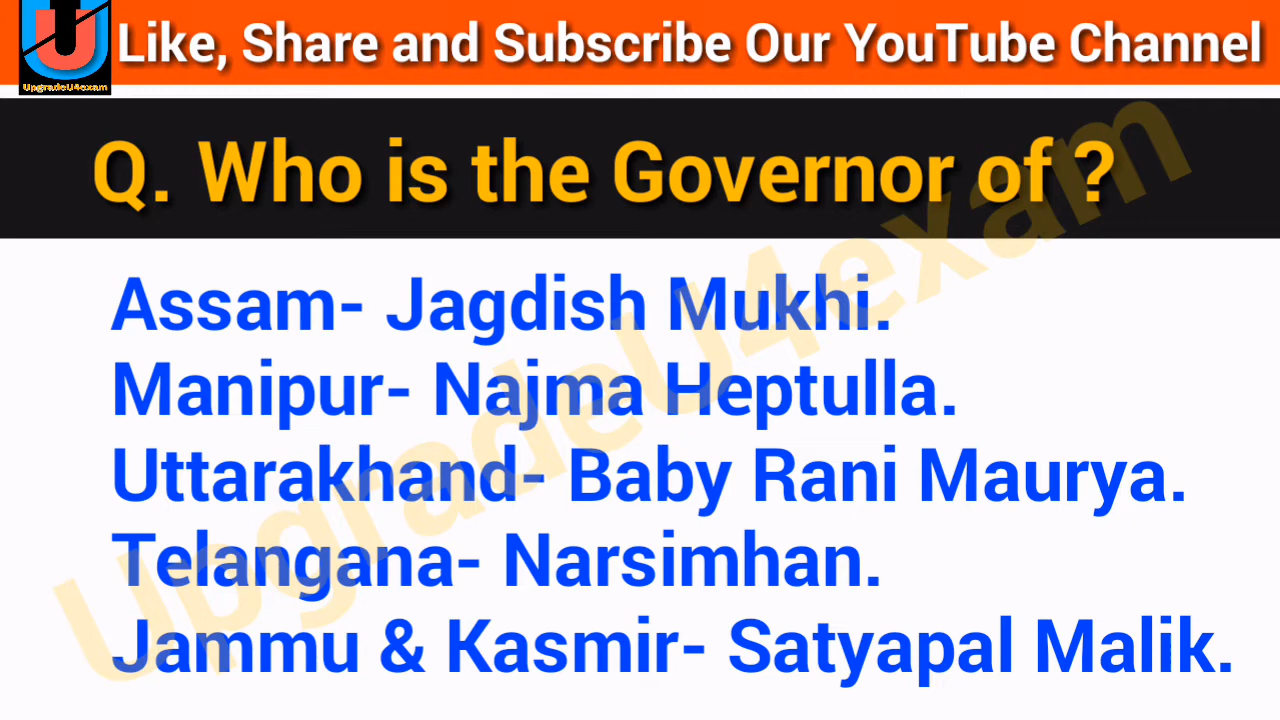 Like, Share and Subscribe Our YouTube Channel
UpgradeU4exam
Q. Who is the Governor of ?
Assam- Jagdish Mukhi.
Manipur- Najma Heptulla.
Uttarakhand- Baby Rani Maurya.
Telangana- Narsimhan.
Jammu & Kasmir- Satyapal Malik.
UpgradeU4exam